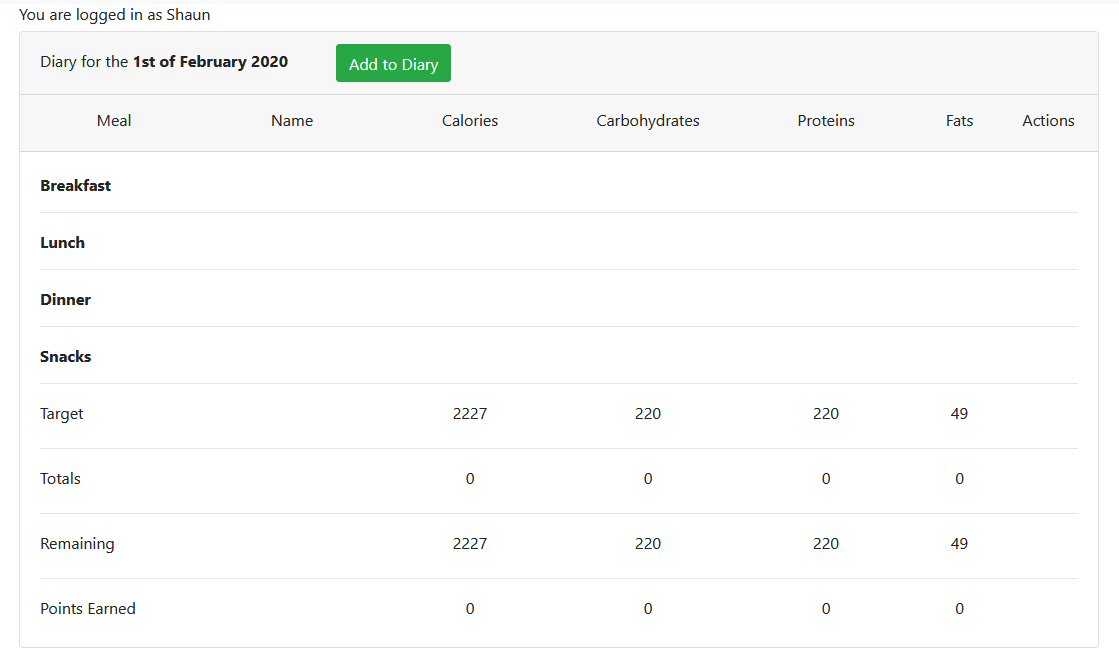 You are logged in as Shaun
Diary for the 1st of February 2020 Add to Diary
Meal Name Calories Carbohydrates Proteins Fats Actions
Breakfast
Lunch
Dinner
Snacks
Target 2227 220 220 49
Totals 0 0 0 0
Remaining 2227 220 220 49
Points Earned 0 0 0 0